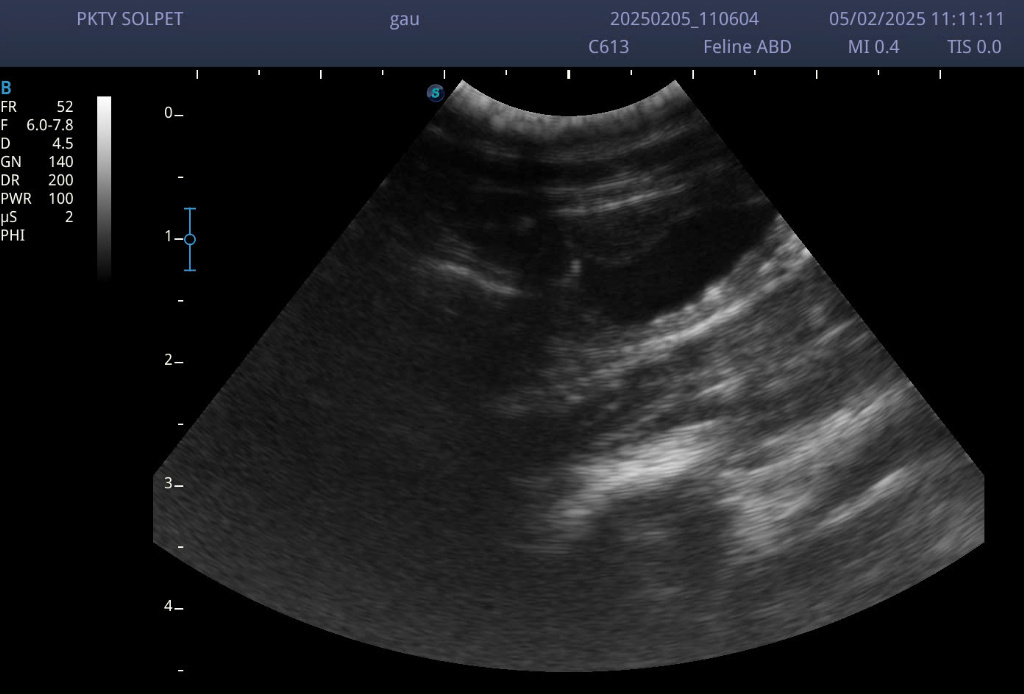 PKTY SOLPET gau 20250205_110604 05/02/2025 11:11:11
C613 Feline ABD MI 0.4 TIS 0.0
B
FR 52
F 6.0-7.8
D 4.5
GN 140
DR 200
PWR 100
µS 2
PHI
S
0
1
2
3
4